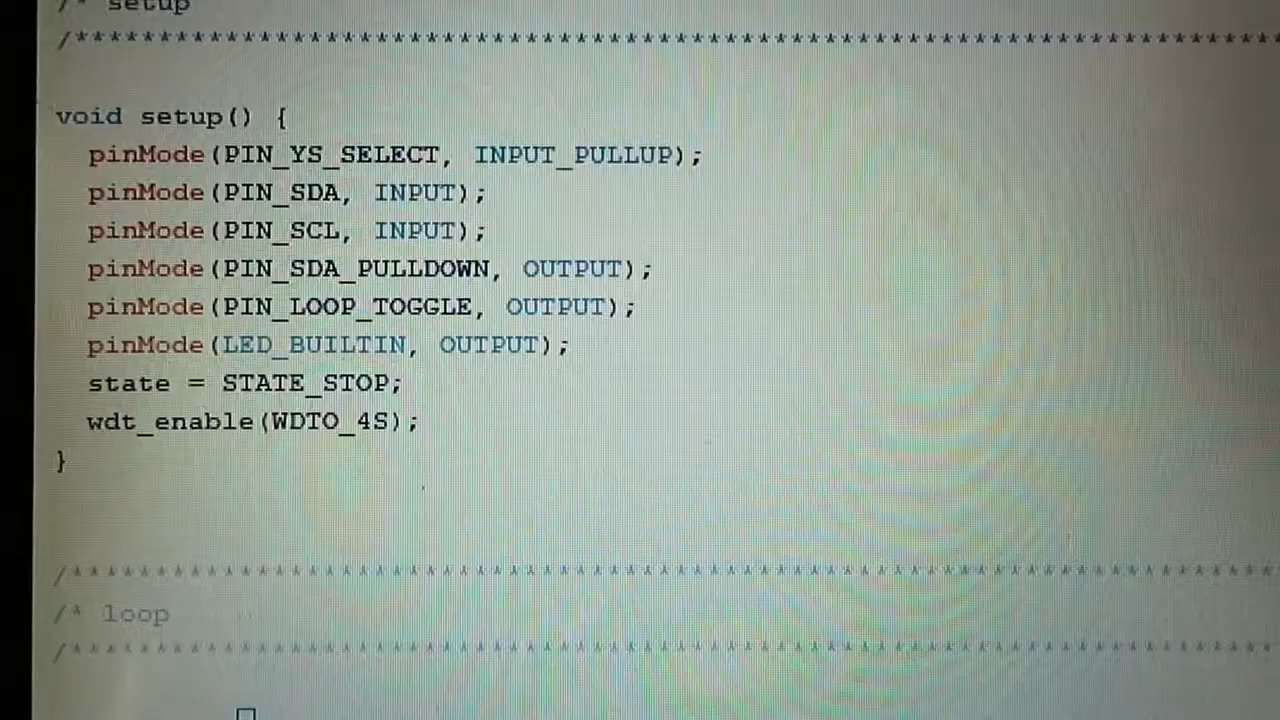 /* setup
/*************************************************************************
void setup() {
  pinMode(PIN_YS_SELECT, INPUT_PULLUP);
  pinMode(PIN_SDA, INPUT);
  pinMode(PIN_SCL, INPUT);
  pinMode(PIN_SDA_PULLDOWN, OUTPUT);
  pinMode(PIN_LOOP_TOGGLE, OUTPUT);
  pinMode(LED_BUILTIN, OUTPUT);
  state = STATE_STOP;
  wdt_enable(WDTO_4S);
}
/*************************************************************************
/* loop
/*************************************************************************